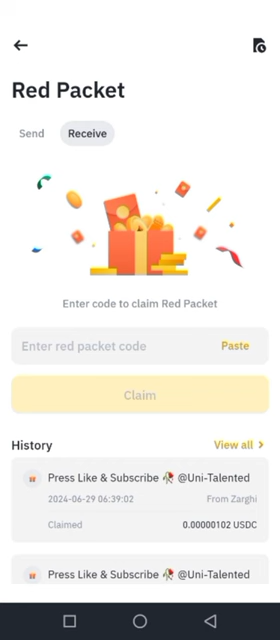 Red Packet
Send Receive
Enter code to claim Red Packet
Enter red packet code Paste
Claim
History View all
Press Like & Subscribe 🥀 @Uni-Talented
2024-06-29 06:39:02 From Zarghi
Claimed 0.00000102 USDC
Press Like & Subscribe 🥀 @Uni-Talented